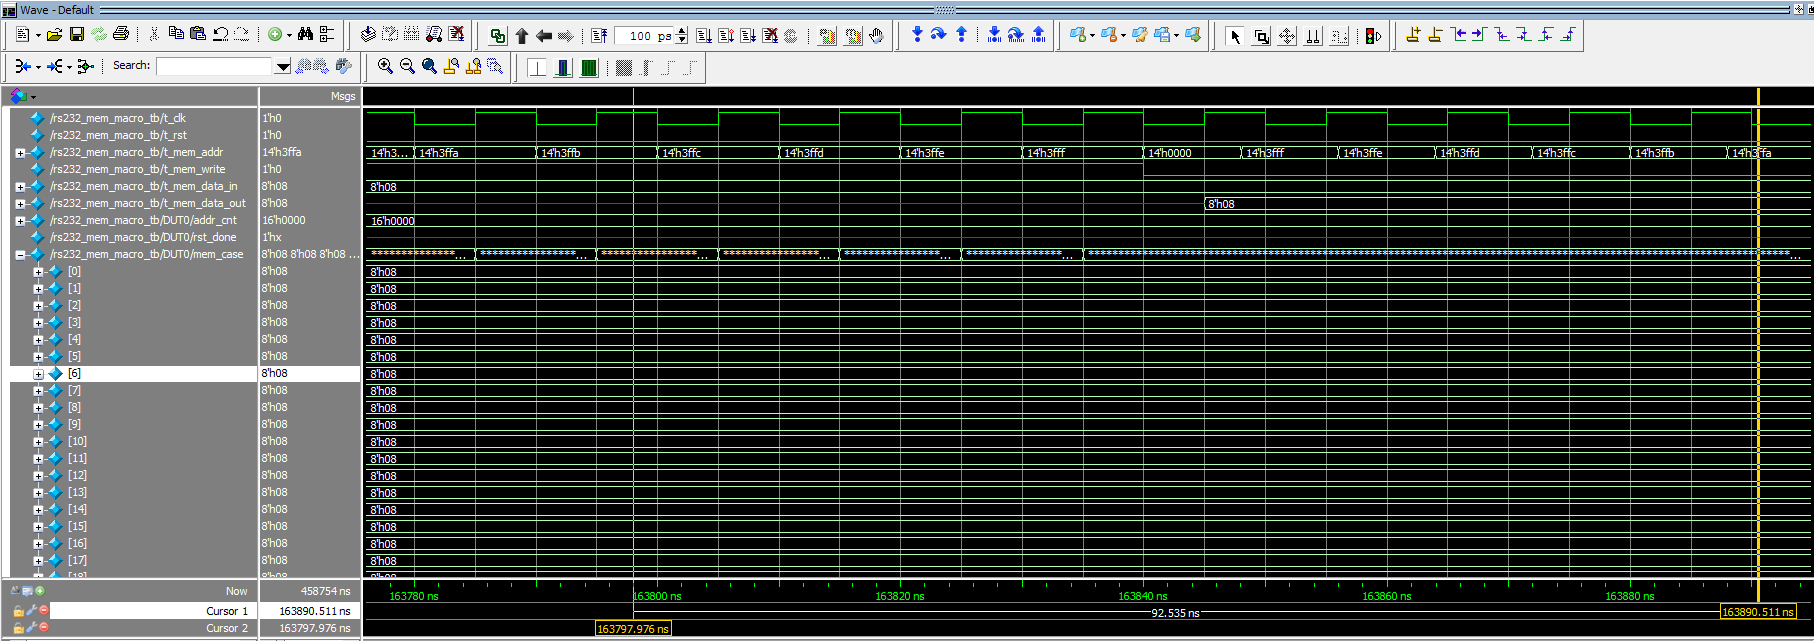 Wave - Default
100 ps
Search:
Msgs
/rs232_mem_macro_tb/t_clk 1'h0
/rs232_mem_macro_tb/t_rst 1'h0
/rs232_mem_macro_tb/t_mem_addr 14'h3ffa 14'h3... 14'h3ffa 14'h3ffb 14'h3ffc 14'h3ffd 14'h3ffe 14'h3fff 14'h0000 14'h3fff 14'h3ffe 14'h3ffd 14'h3ffc 14'h3ffb 14'h3ffa
/rs232_mem_macro_tb/t_mem_write 1'h0
/rs232_mem_macro_tb/t_mem_data_in 8'h08 8'h08
/rs232_mem_macro_tb/t_mem_data_out 8'h08 8'h08
/rs232_mem_macro_tb/DUT0/addr_cnt 16'h0000 16'h0000
/rs232_mem_macro_tb/DUT0/rst_done 1'hx
/rs232_mem_macro_tb/DUT0/mem_case 8'h08 8'h08 8'h08 ...
[0] 8'h08 8'h08
[1] 8'h08 8'h08
[2] 8'h08 8'h08
[3] 8'h08 8'h08
[4] 8'h08 8'h08
[5] 8'h08 8'h08
[6] 8'h08 8'h08
[7] 8'h08 8'h08
[8] 8'h08 8'h08
[9] 8'h08 8'h08
[10] 8'h08 8'h08
[11] 8'h08 8'h08
[12] 8'h08 8'h08
[13] 8'h08 8'h08
[14] 8'h08 8'h08
[15] 8'h08 8'h08
[16] 8'h08 8'h08
[17] 8'h08 8'h08
Now 458754 ns 163780 ns 163800 ns 163820 ns 163840 ns 163860 ns 163880 ns
Cursor 1 163890.511 ns 92.535 ns 163890.511 ns
Cursor 2 163797.976 ns 163797.976 ns